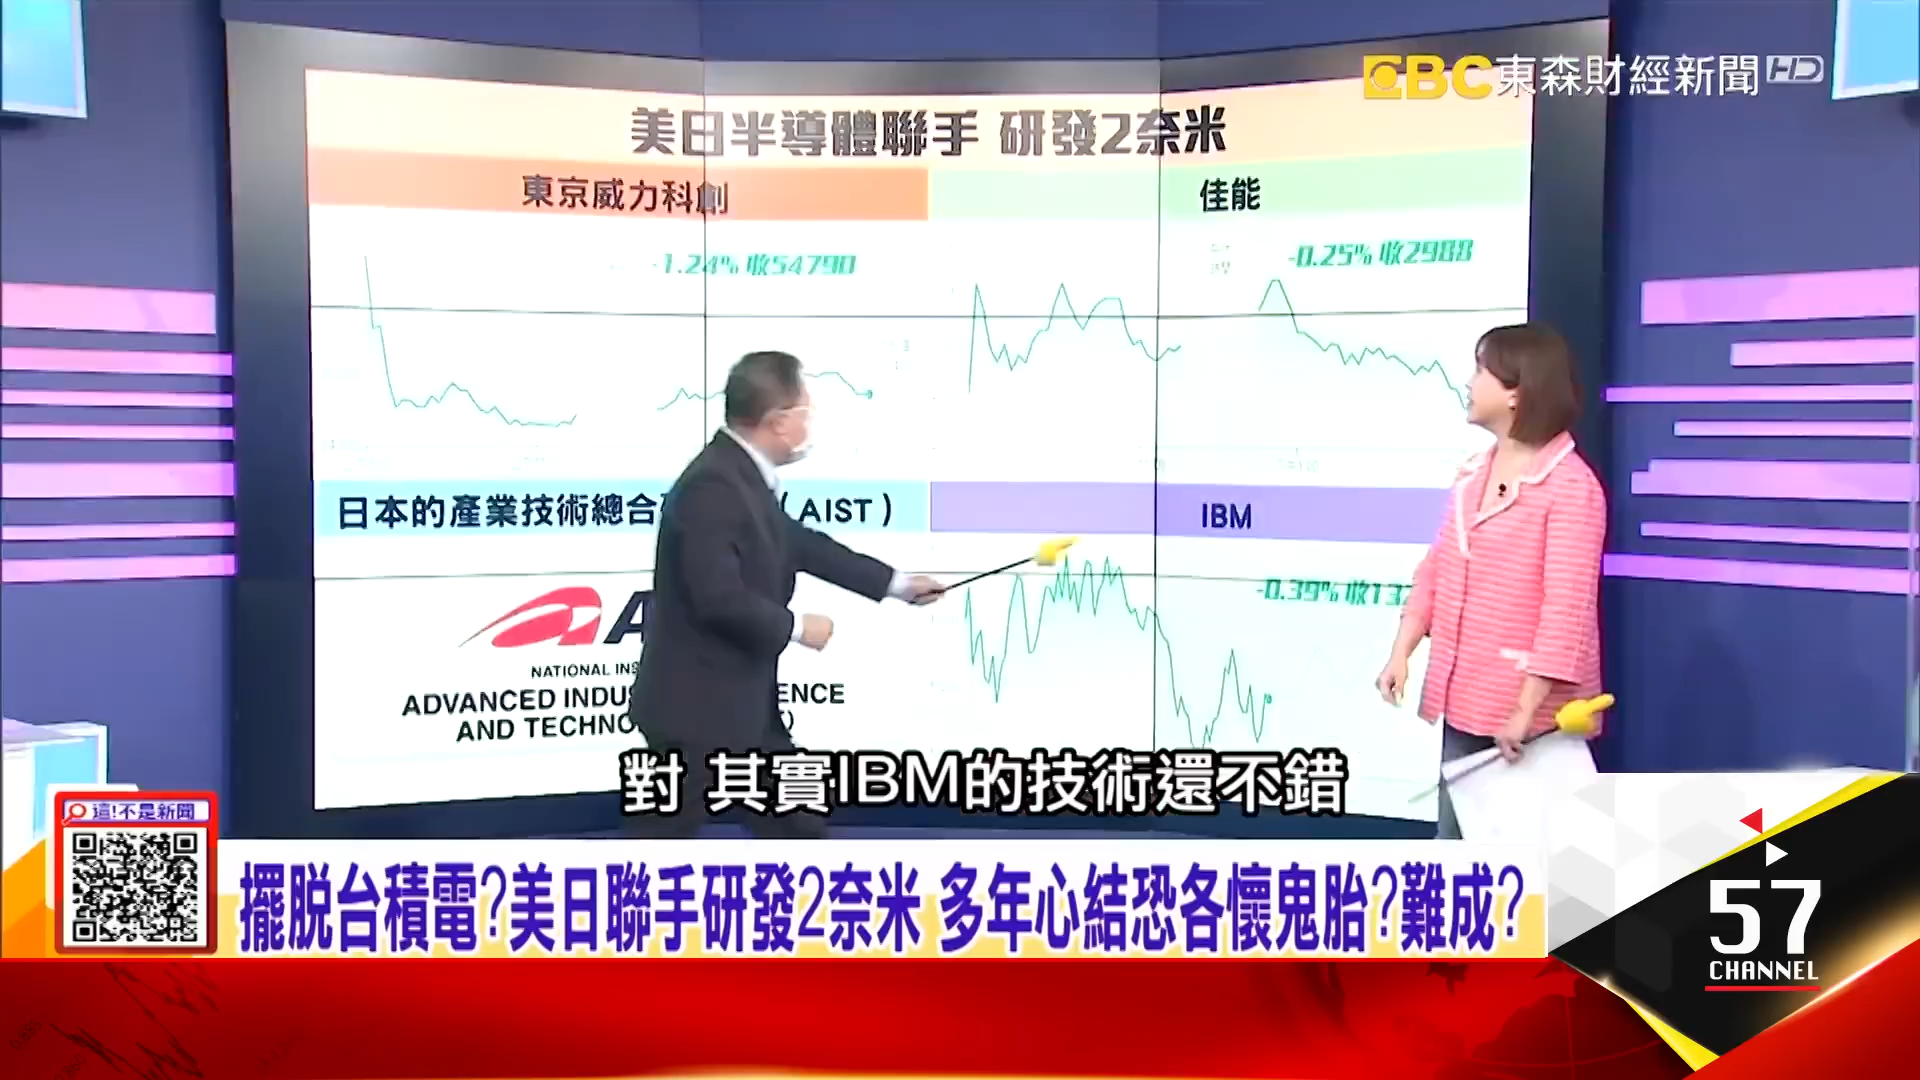 EBC東森財經新聞HD
美日半導體聯手 研發2奈米
東京威力科創
佳能
-1.24% 收54790
-0.25% 收2988
日本的產業技術總合
（AIST）
IBM
-0.39% 收13
NATIONAL INS
ADVANCED INDUS ENCE
AND TECHNO
對 其實IBM的技術還不錯
這!不是新聞
擺脫台積電?美日聯手研發2奈米 多年心結恐各懷鬼胎?難成?
57
CHANNEL